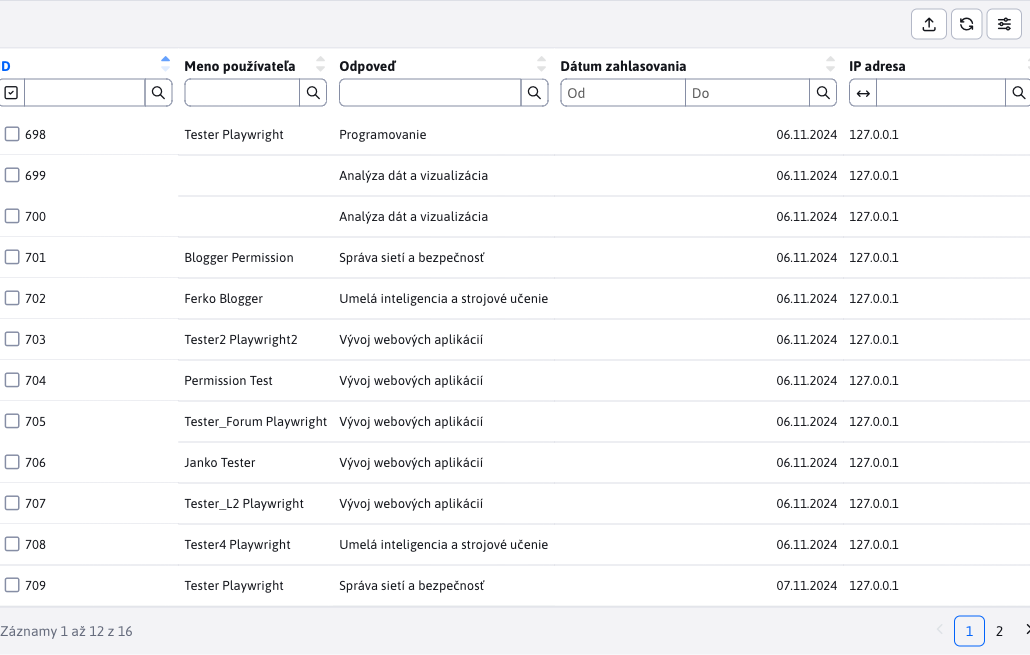 D Meno používateľa Odpoveď Dátum zahlasovania IP adresa
Od Do
698 Tester Playwright Programovanie 06.11.2024 127.0.0.1
699 Analýza dát a vizualizácia 06.11.2024 127.0.0.1
700 Analýza dát a vizualizácia 06.11.2024 127.0.0.1
701 Blogger Permission Správa sietí a bezpečnosť 06.11.2024 127.0.0.1
702 Ferko Blogger Umelá inteligencia a strojové učenie 06.11.2024 127.0.0.1
703 Tester2 Playwright2 Vývoj webových aplikácií 06.11.2024 127.0.0.1
704 Permission Test Vývoj webových aplikácií 06.11.2024 127.0.0.1
705 Tester_Forum Playwright Vývoj webových aplikácií 06.11.2024 127.0.0.1
706 Janko Tester Vývoj webových aplikácií 06.11.2024 127.0.0.1
707 Tester_L2 Playwright Vývoj webových aplikácií 06.11.2024 127.0.0.1
708 Tester4 Playwright Umelá inteligencia a strojové učenie 06.11.2024 127.0.0.1
709 Tester Playwright Správa sietí a bezpečnosť 07.11.2024 127.0.0.1
Záznamy 1 až 12 z 16 1 2